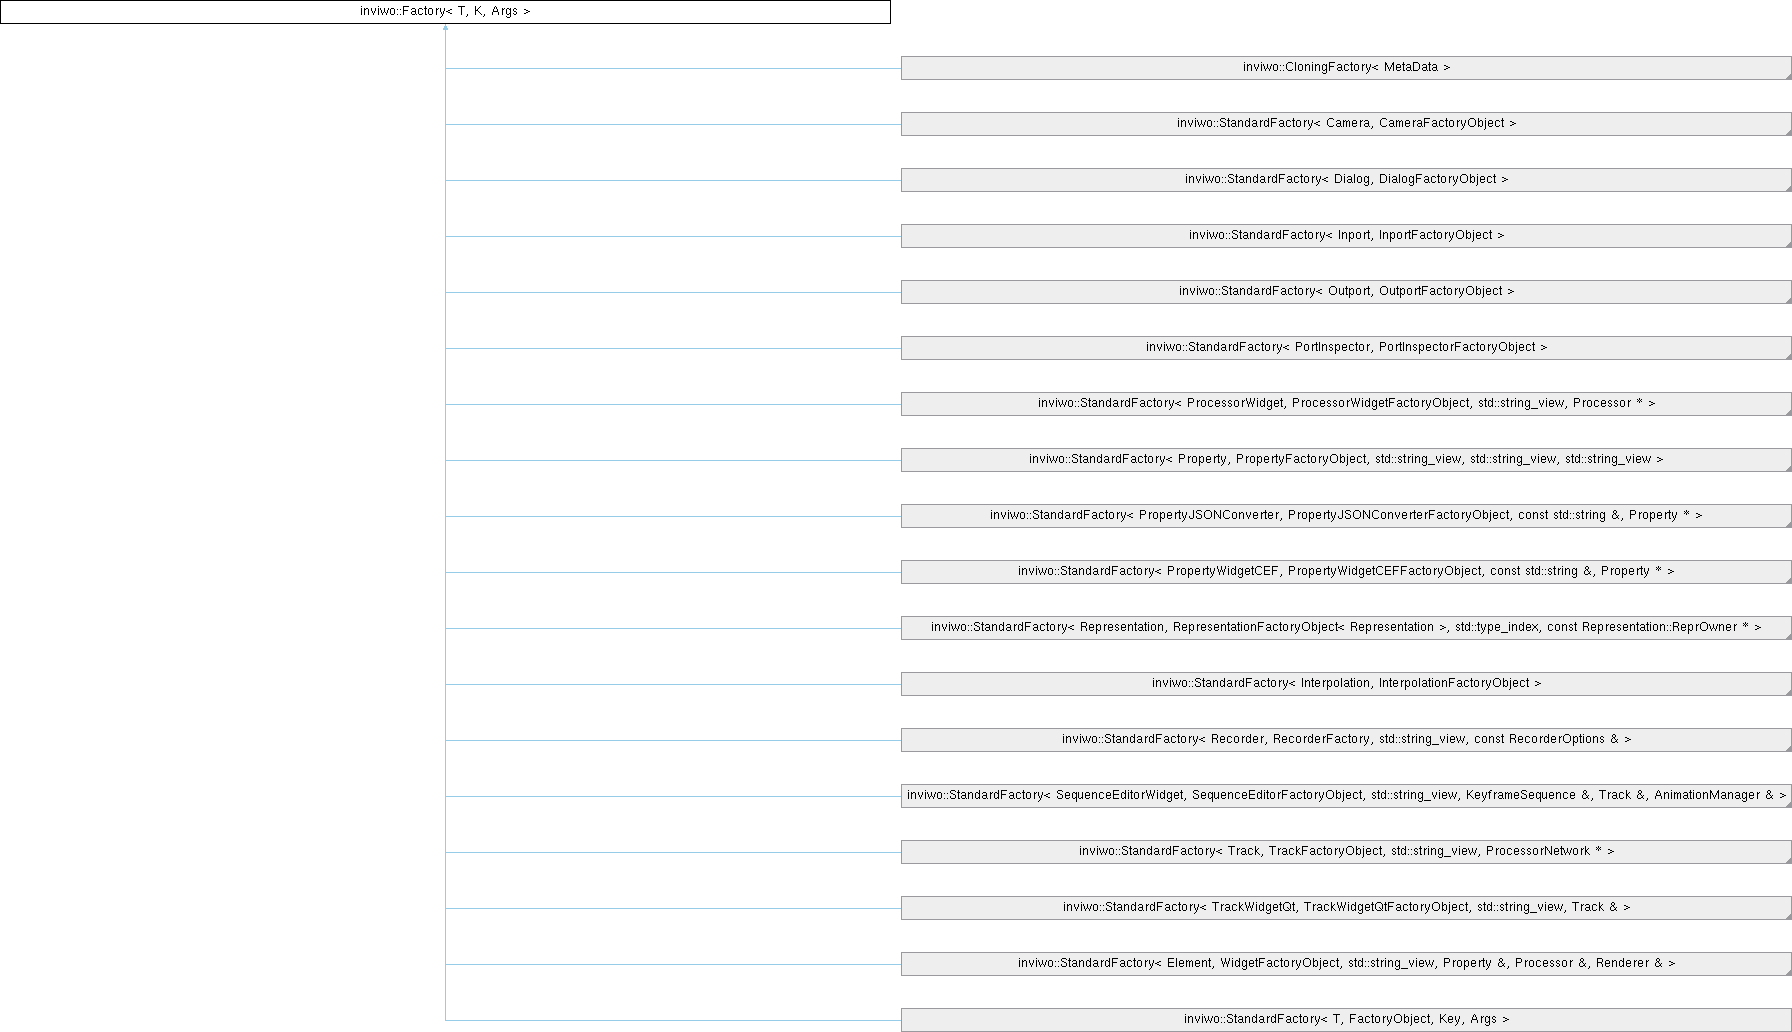 inviwo::Factory< T, K, Args >
inviwo::CloningFactory< MetaData >
inviwo::StandardFactory< Camera, CameraFactoryObject >
inviwo::StandardFactory< Dialog, DialogFactoryObject >
inviwo::StandardFactory< Inport, InportFactoryObject >
inviwo::StandardFactory< Outport, OutportFactoryObject >
inviwo::StandardFactory< PortInspector, PortInspectorFactoryObject >
inviwo::StandardFactory< ProcessorWidget, ProcessorWidgetFactoryObject, std::string_view, Processor * >
inviwo::StandardFactory< Property, PropertyFactoryObject, std::string_view, std::string_view, std::string_view >
inviwo::StandardFactory< PropertyJSONConverter, PropertyJSONConverterFactoryObject, const std::string &, Property * >
inviwo::StandardFactory< PropertyWidgetCEF, PropertyWidgetCEFFactoryObject, const std::string &, Property * >
inviwo::StandardFactory< Representation, RepresentationFactoryObject< Representation >, std::type_index, const Representation::ReprOwner * >
inviwo::StandardFactory< Interpolation, InterpolationFactoryObject >
inviwo::StandardFactory< Recorder, RecorderFactory, std::string_view, const RecorderOptions & >
inviwo::StandardFactory< SequenceEditorWidget, SequenceEditorFactoryObject, std::string_view, KeyframeSequence &, Track &, AnimationManager & >
inviwo::StandardFactory< Track, TrackFactoryObject, std::string_view, ProcessorNetwork * >
inviwo::StandardFactory< TrackWidgetQt, TrackWidgetQtFactoryObject, std::string_view, Track & >
inviwo::StandardFactory< Element, WidgetFactoryObject, std::string_view, Property &, Processor &, Renderer & >
inviwo::StandardFactory< T, FactoryObject, Key, Args >